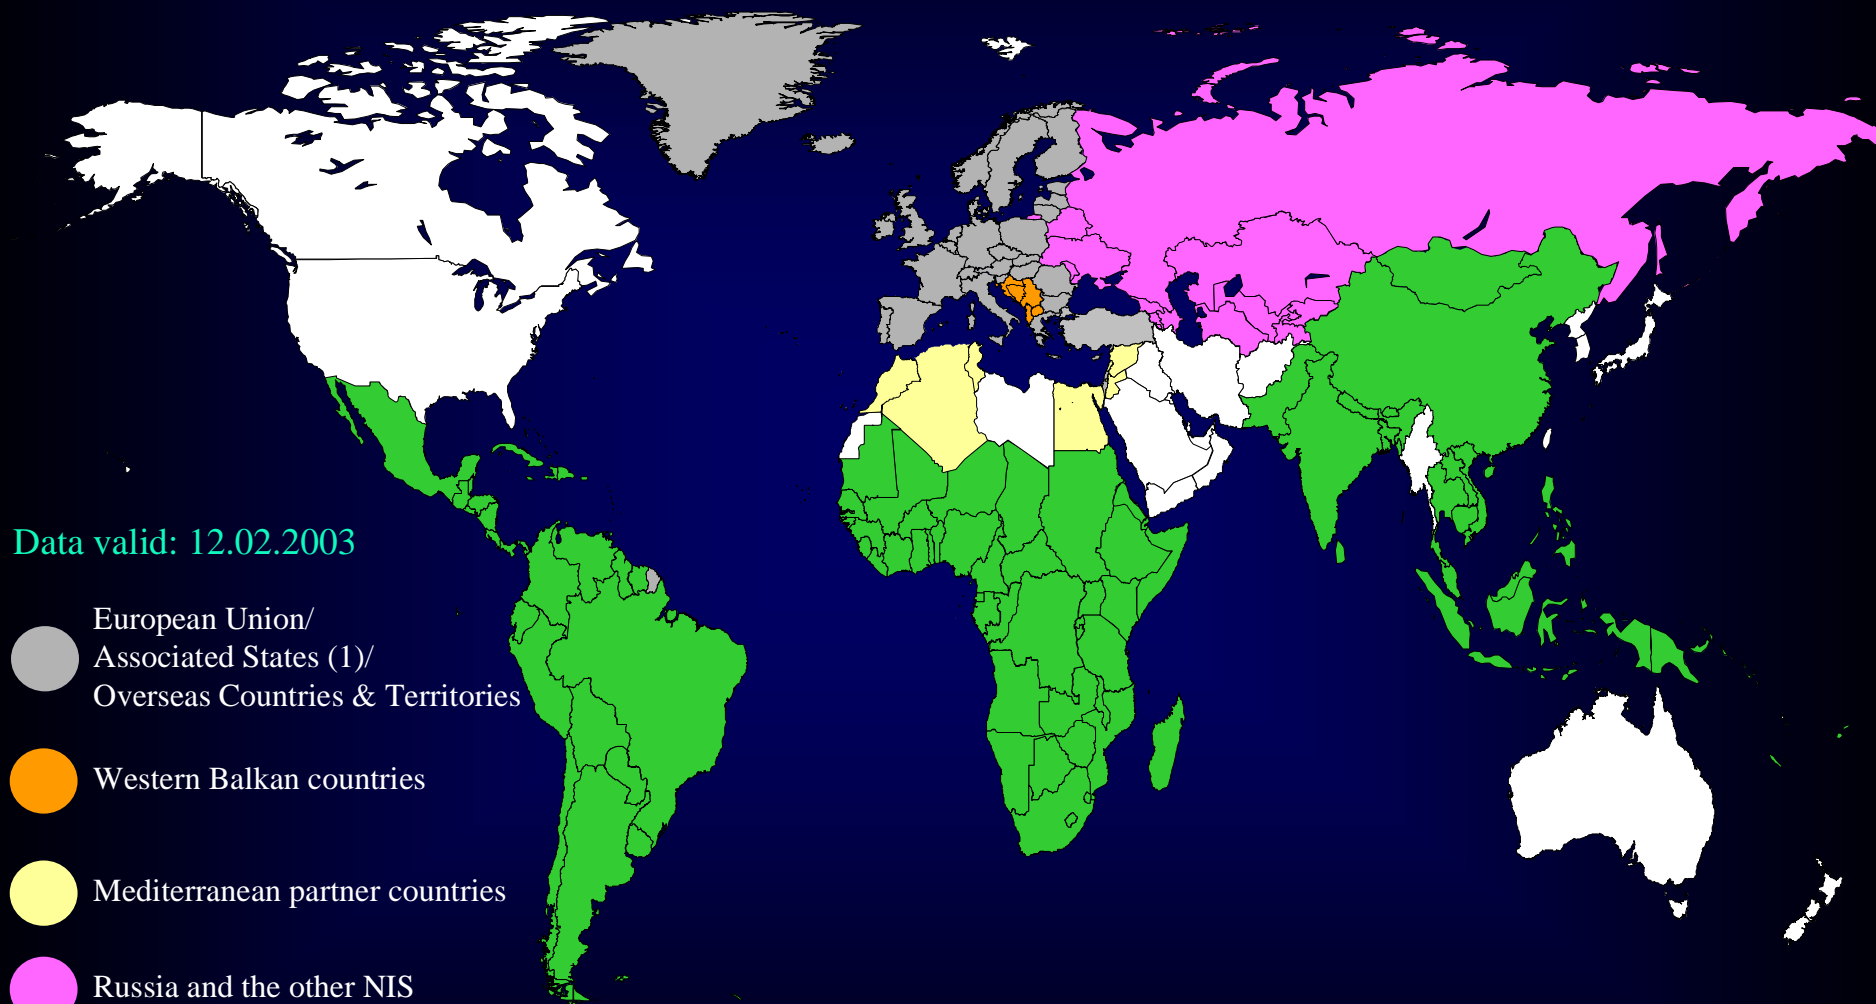 Data valid: 12.02.2003
European Union/
Associated States (1)/
Overseas Countries & Territories
Western Balkan countries
Mediterranean partner countries
Russia and the other NIS